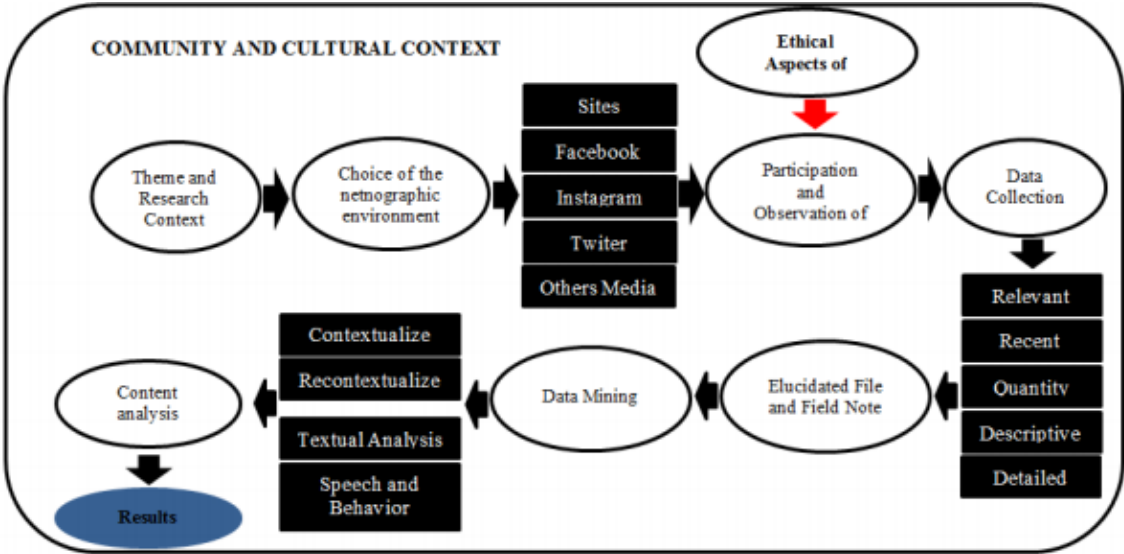 COMMUNITY AND CULTURAL CONTEXT
Ethical
Aspects of
Theme and
Research
Context
Choice of the
netnographic
environment
Sites
Facebook
Instagram
Twiter
Others Media
Participation
and
Observation of
Data
Collection
Relevant
Recent
Quantity
Descriptive
Detailed
Elucidated File
and Field Note
Data Mining
Contextualize
Recontextualize
Textual Analysis
Speech and
Behavior
Content
analysis
Results